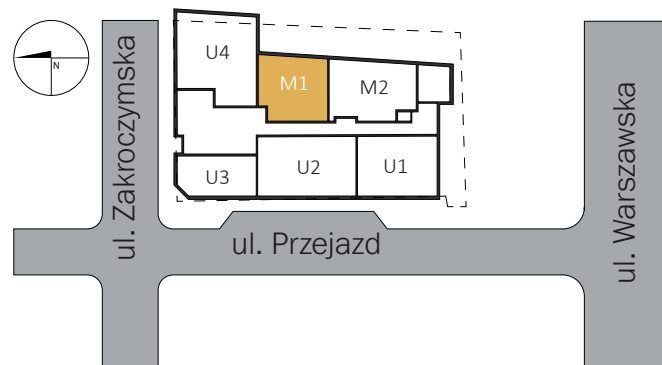 N
U4
M1
M2
U3
U2
U1
ul. Zakroczymska
ul. Przejazd
ul. Warszawska